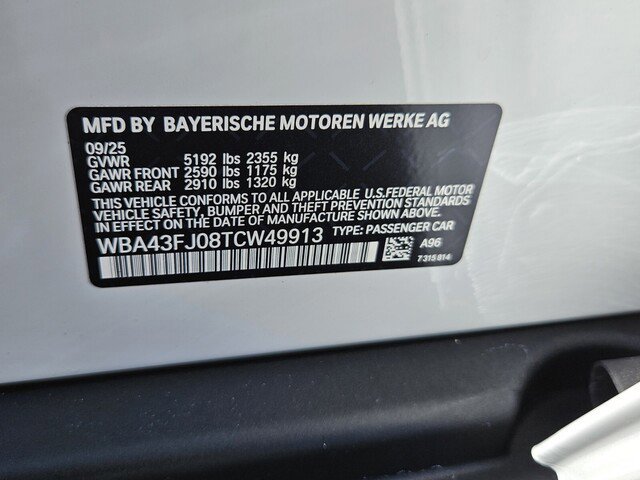 MFD BY BAYERISCHE MOTOREN WERKE AG
09/25
GVWR 5192 lbs 2355 kg
GAWR FRONT 2590 lbs 1175 kg
GAWR REAR 2910 lbs 1320 kg
THIS VEHICLE CONFORMS TO ALL APPLICABLE U.S.FEDERAL MOTOR
VEHICLE SAFETY, BUMPER AND THEFT PREVENTION STANDARDS
IN EFFECT ON THE DATE OF MANUFACTURE SHOWN ABOVE.
WBA43FJ08TCW49913 TYPE: PASSENGER CAR
A96
7315814